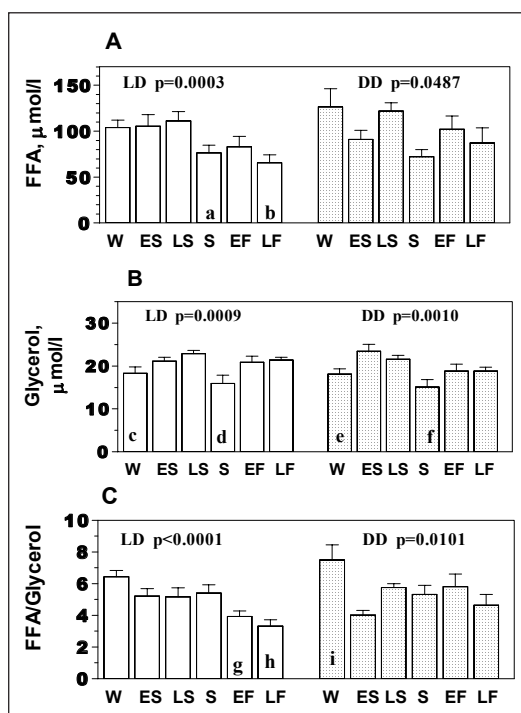 A
LD p=0.0003 DD p=0.0487
FFA, μ mol/l
150
100
50
0
a b
W ES LS S EF LF W ES LS S EF LF
B
LD p=0.0009 DD p=0.0010
Glycerol,
μmol/l
30
20
10
0
c d e f
W ES LS S EF LF W ES LS S EF LF
C
LD p<0.0001 DD p=0.0101
FFA/Glycerol
8
6
4
2
0
g h i
W ES LS S EF LF W ES LS S EF LF